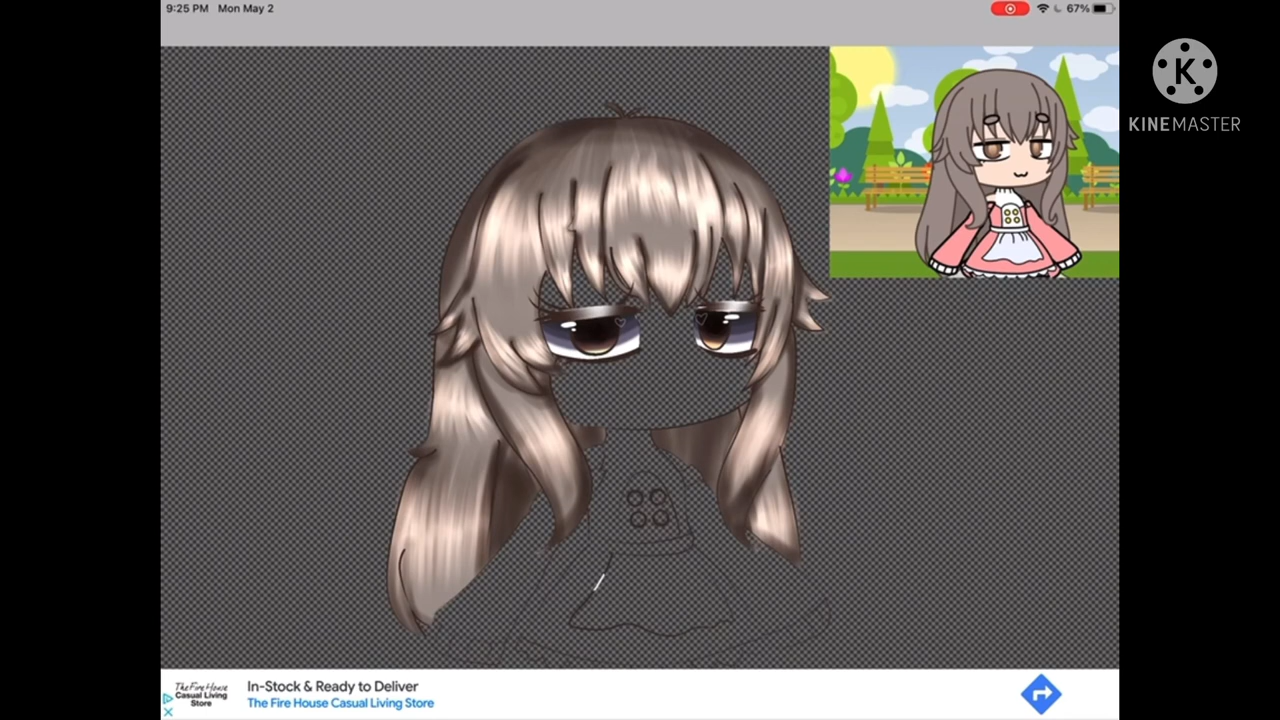 9:25 PM Mon May 2
67%
K
KINEMASTER
The Fire House
Casual Living
Store
In-Stock & Ready to Deliver
The Fire House Casual Living Store